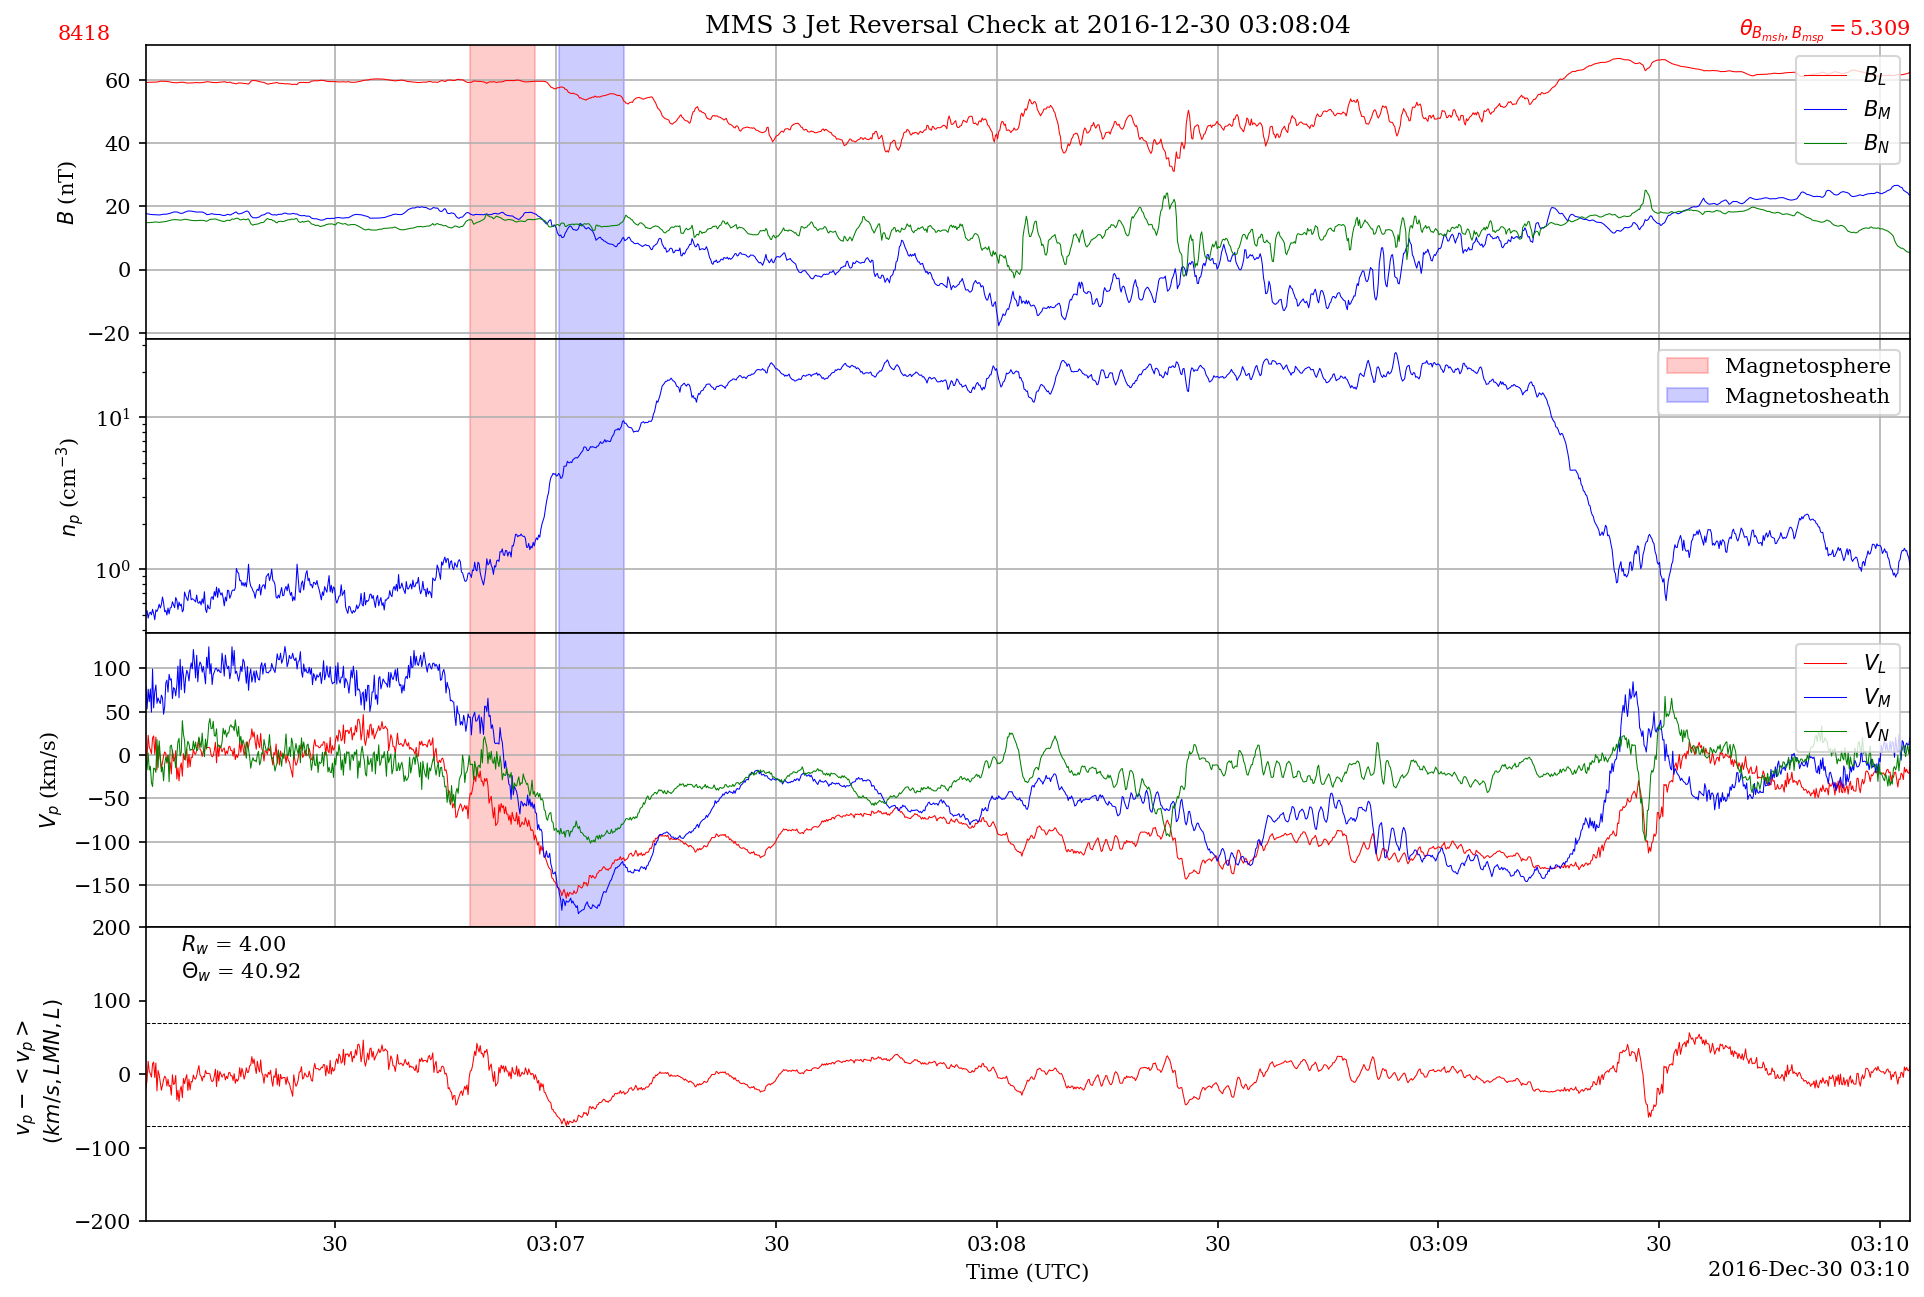 8418
MMS 3 Jet Reversal Check at 2016-12-30 03:08:04
θ_{B_{msh}, B_{msp}} = 5.309
60
40
20
0
−20
B (nT)
B_L
B_M
B_N
10^1
10^0
n_p (cm^{−3})
Magnetosphere
Magnetosheath
100
50
0
−50
−100
−150
V_p (km/s)
V_L
V_M
V_N
200
100
0
−100
−200
v_p − < v_p >
(km/s, LMN, L)
R_w = 4.00
Θ_w = 40.92
30
03:07
30
03:08
30
03:09
30
03:10
Time (UTC)
2016-Dec-30 03:10